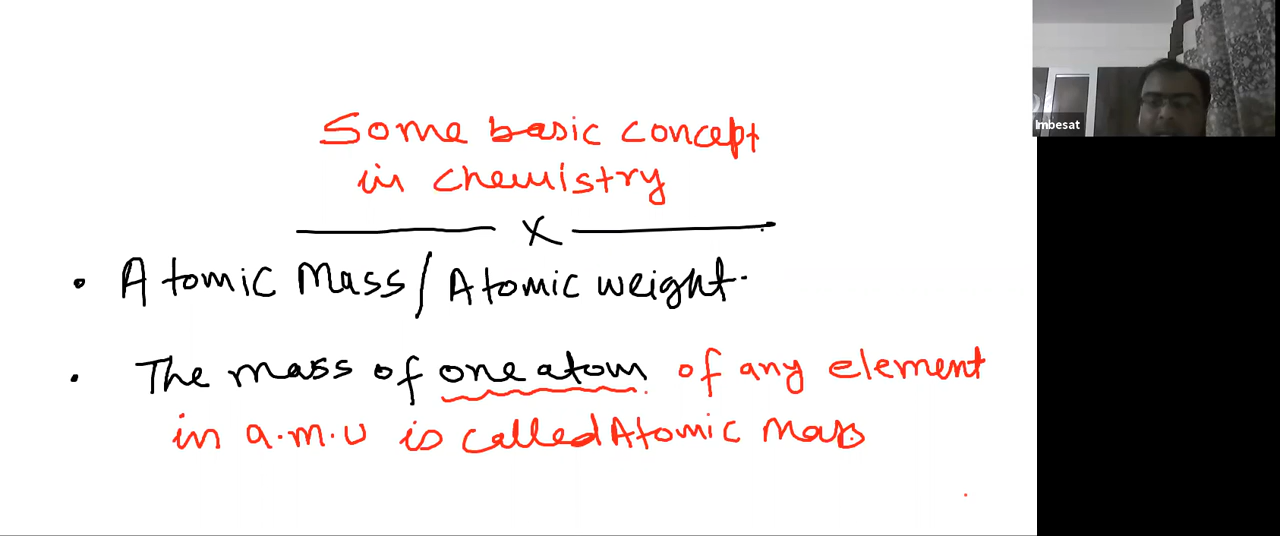 Some basic concept
in chemistry
x
Imbesat
• Atomic Mass / Atomic weight.
• The mass of one atom of any element
in a.m.u is called Atomic Mass